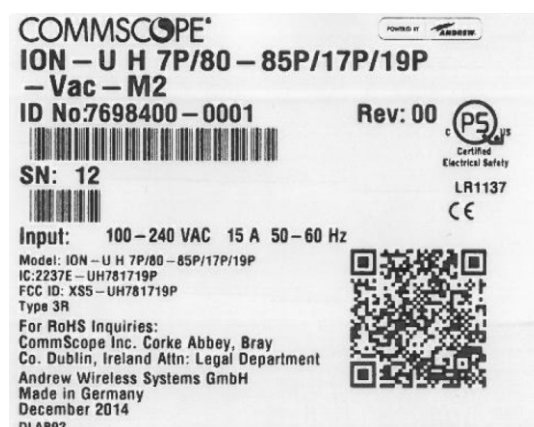 COMMSCOPE®
POWERED BY ANDREW
ION – U H 7P/80 – 85P/17P/19P
– Vac – M2
ID No:7698400 – 0001
Rev: 00
C PS US
Certified
Electrical Safety
SN: 12
LR1137
CE
Input: 100 – 240 VAC 15 A 50 – 60 Hz
Model: ION – U H 7P/80 – 85P/17P/19P
IC:2237E – UH781719P
FCC ID: XS5 – UH781719P
Type 3R
For RoHS Inquiries:
CommScope Inc. Corke Abbey, Bray
Co. Dublin, Ireland Attn: Legal Department
Andrew Wireless Systems GmbH
Made in Germany
December 2014